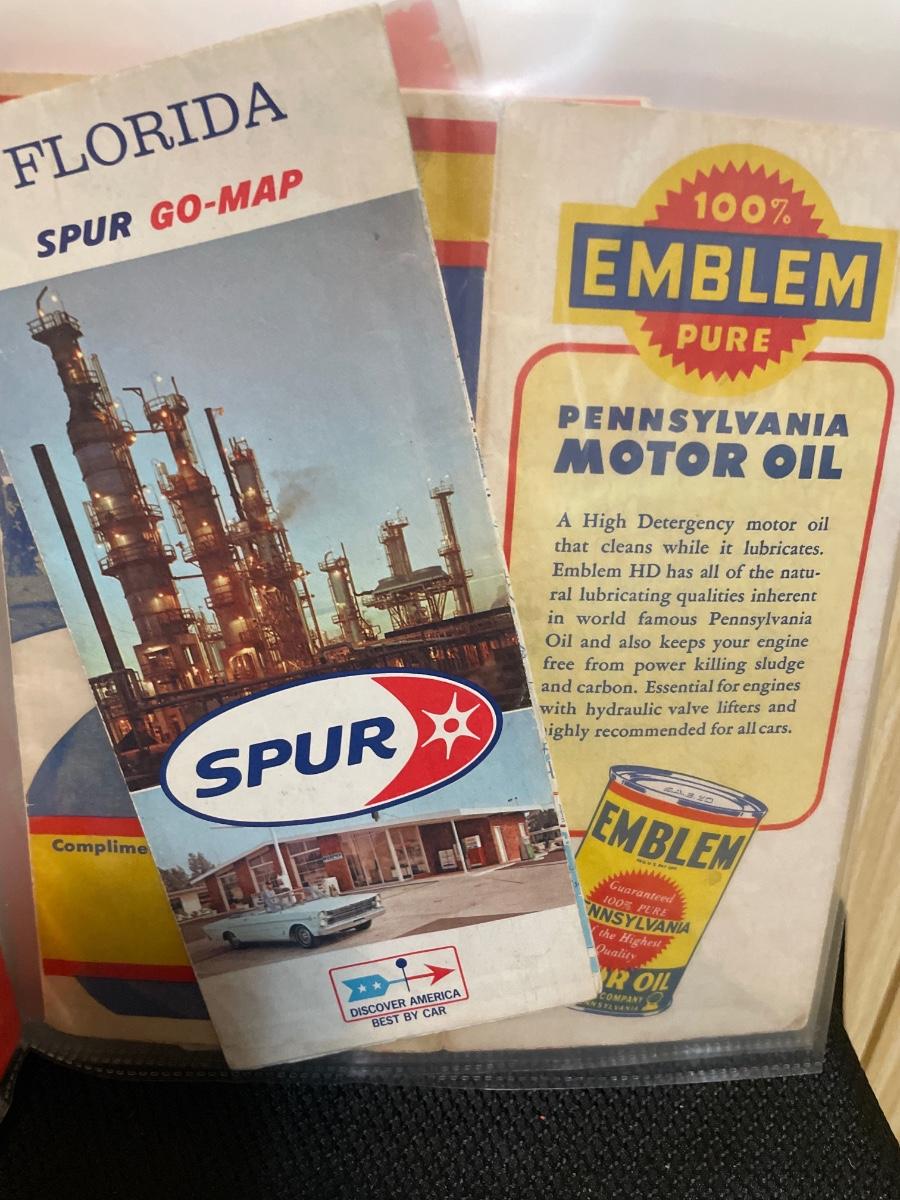 FLORIDA
SPUR GO-MAP
SPUR
DISCOVER AMERICA
BEST BY CAR
Complime
100%
EMBLEM
PURE
PENNSYLVANIA
MOTOR OIL
A High Detergency motor oil
that cleans while it lubricates.
Emblem HD has all of the natu-
ral lubricating qualities inherent
in world famous Pennsylvania
Oil and also keeps your engine
free from power killing sludge
and carbon. Essential for engines
with hydraulic valve lifters and
ighly recommended for all cars.
EMBLEM
Guaranteed
100% PURE
NNSYLVANIA
the Highest
Quality
OR OIL
COMPANY
NSYLVANIA